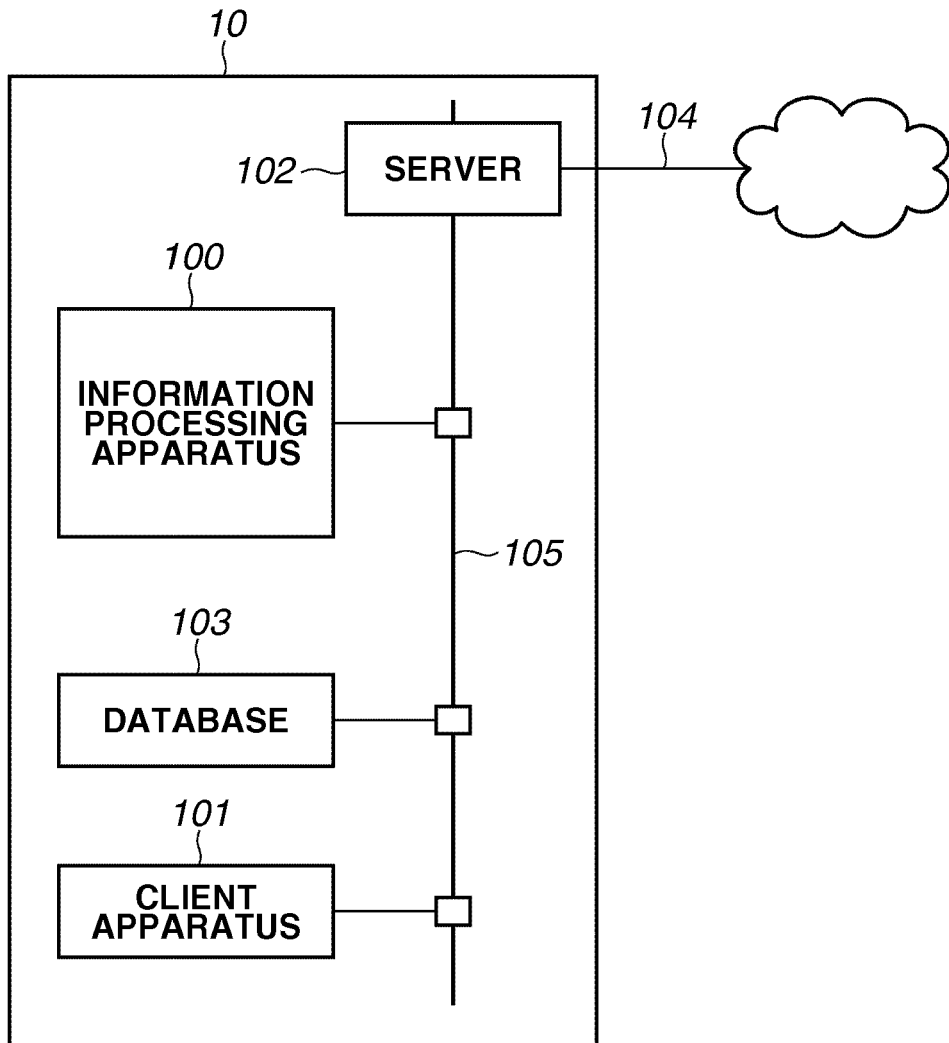 10
104
102
SERVER
100
INFORMATION
PROCESSING
APPARATUS
105
103
DATABASE
101
CLIENT
APPARATUS